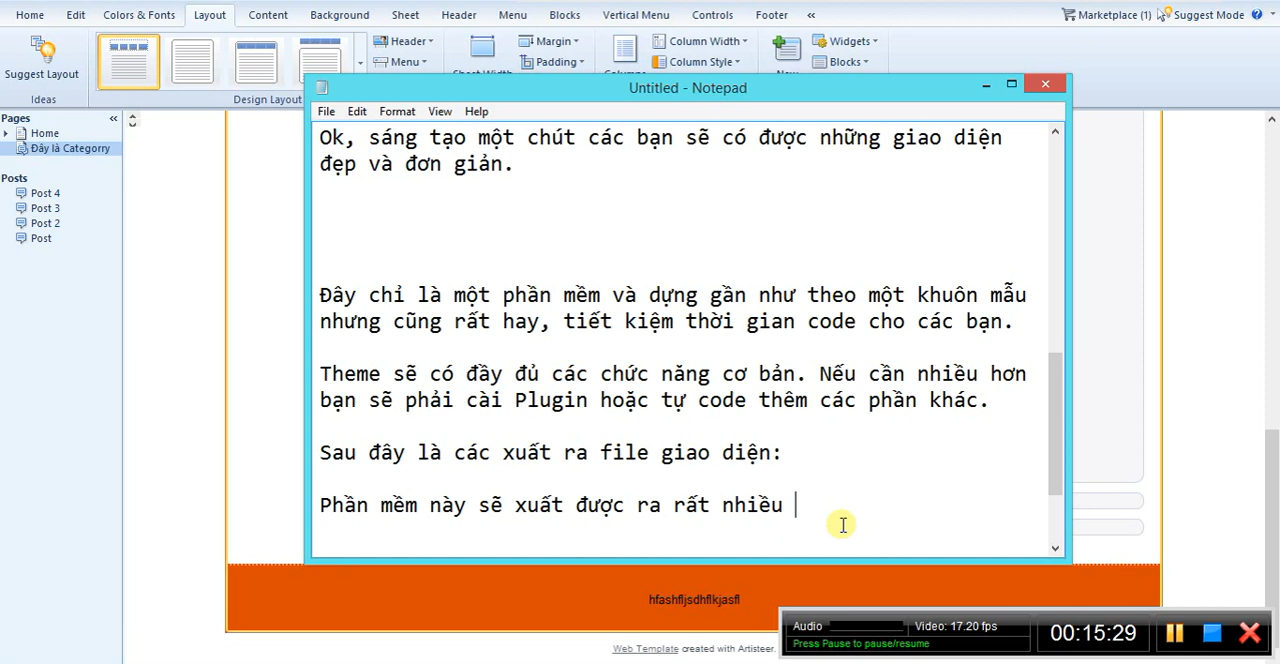 Home Edit Colors & Fonts Layout Content Background Sheet Header Menu Blocks Vertical Menu Controls Footer « Marketplace (1) Suggest Mode
Header Margin Column Width Widgets
Suggest Layout Menu Padding Column Style Blocks
Ideas Design Layout
Pages «
Home
Đây là Categorry
Posts
Post 4
Post 3
Post 2
Post
Untitled - Notepad
File Edit Format View Help
Ok, sáng tạo một chút các bạn sẽ có được những giao diện
đẹp và đơn giản.
Đây chỉ là một phần mềm và dựng gần như theo một khuôn mẫu
nhưng cũng rất hay, tiết kiệm thời gian code cho các bạn.
Theme sẽ có đầy đủ các chức năng cơ bản. Nếu cần nhiều hơn
bạn sẽ phải cài Plugin hoặc tự code thêm các phần khác.
Sau đây là các xuất ra file giao diện:
Phần mềm này sẽ xuất được ra rất nhiều
hfashfljsdhflkjasfl
Web Template created with Artisteer.
Audio Video: 17.20 fps
Press Pause to pause/resume
00:15:29